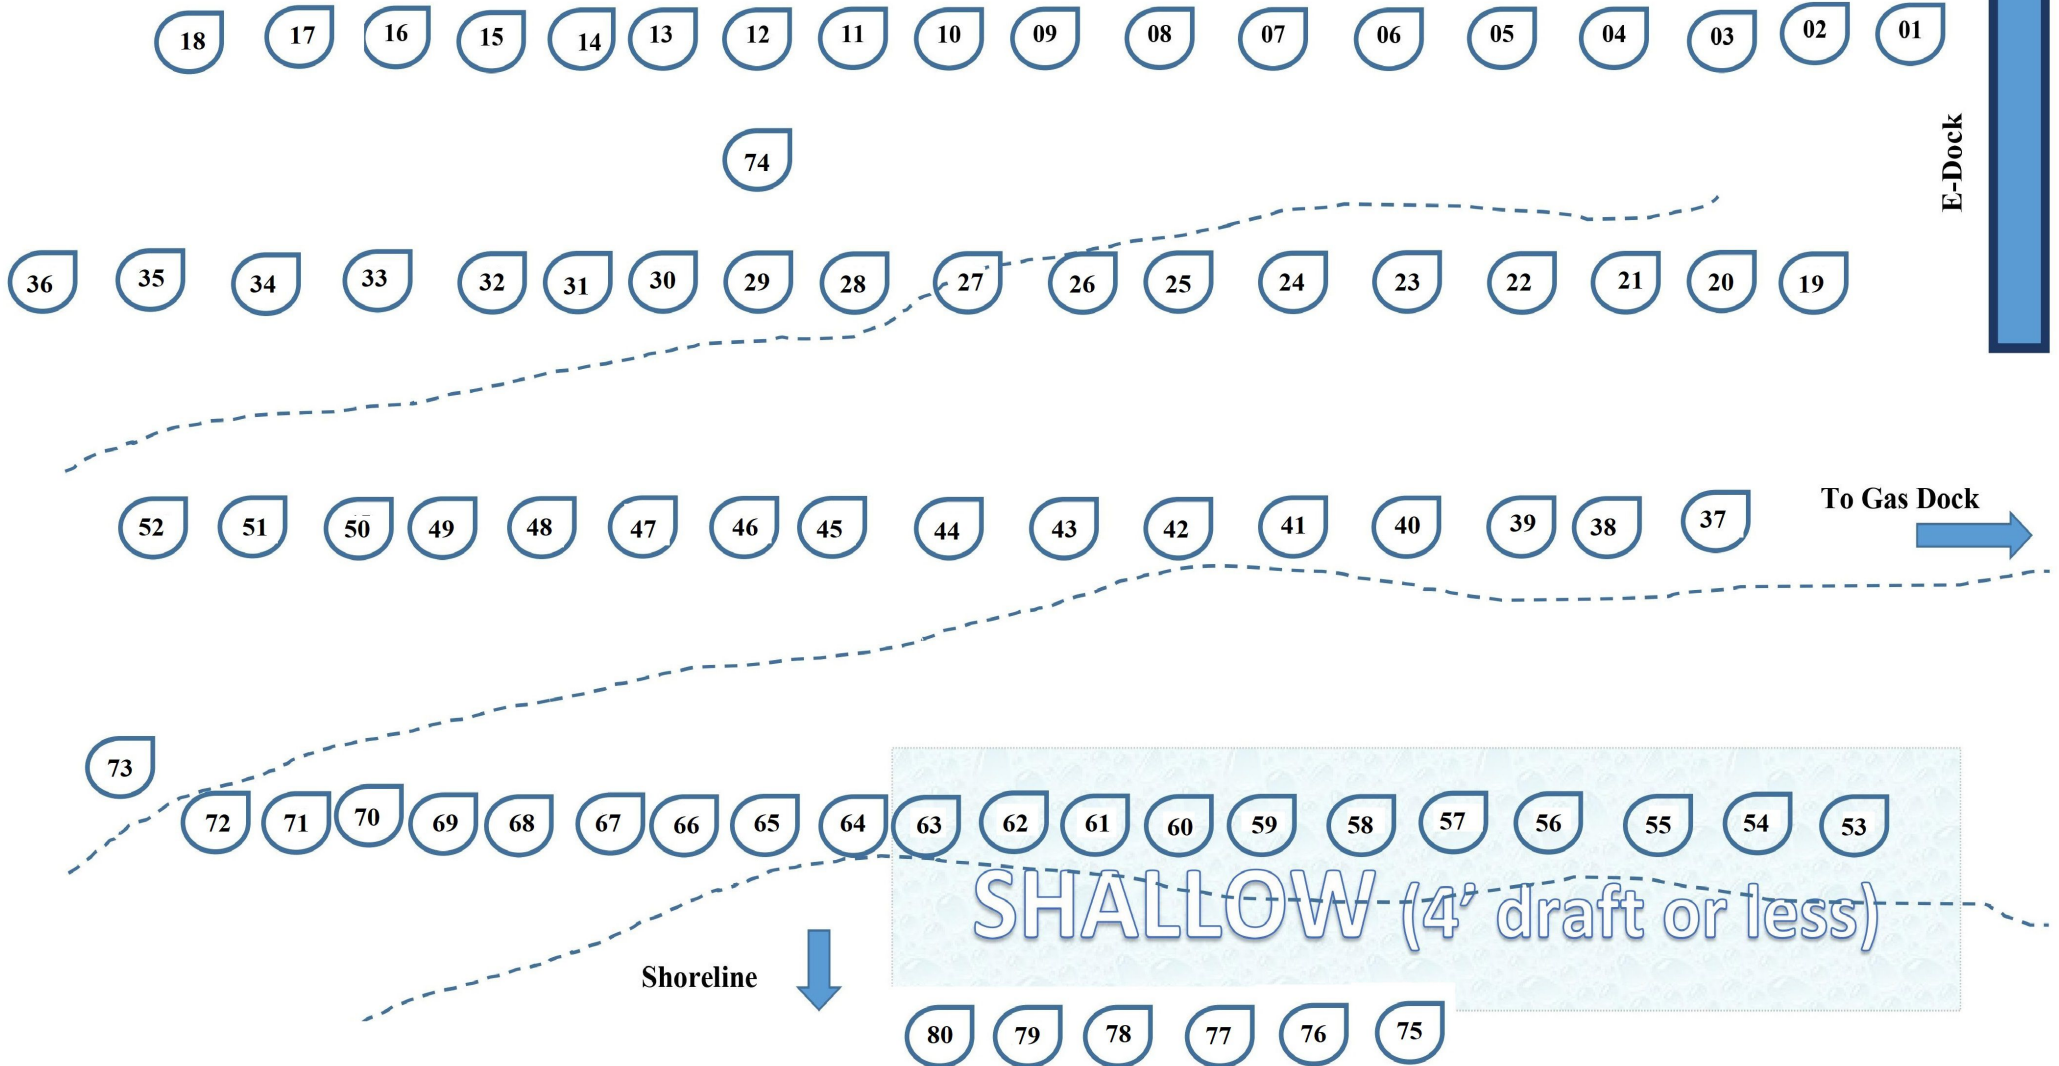 18 17 16 15 14 13 12 11 10 09 08 07 06 05 04 03 02 01
74
E-Dock
36 35 34 33 32 31 30 29 28 27 26 25 24 23 22 21 20 19
To Gas Dock
52 51 50 49 48 47 46 45 44 43 42 41 40 39 38 37
73
72 71 70 69 68 67 66 65 64 63 62 61 60 59 58 57 56 55 54 53
SHALLOW (4’ draft or less)
Shoreline
80 79 78 77 76 75